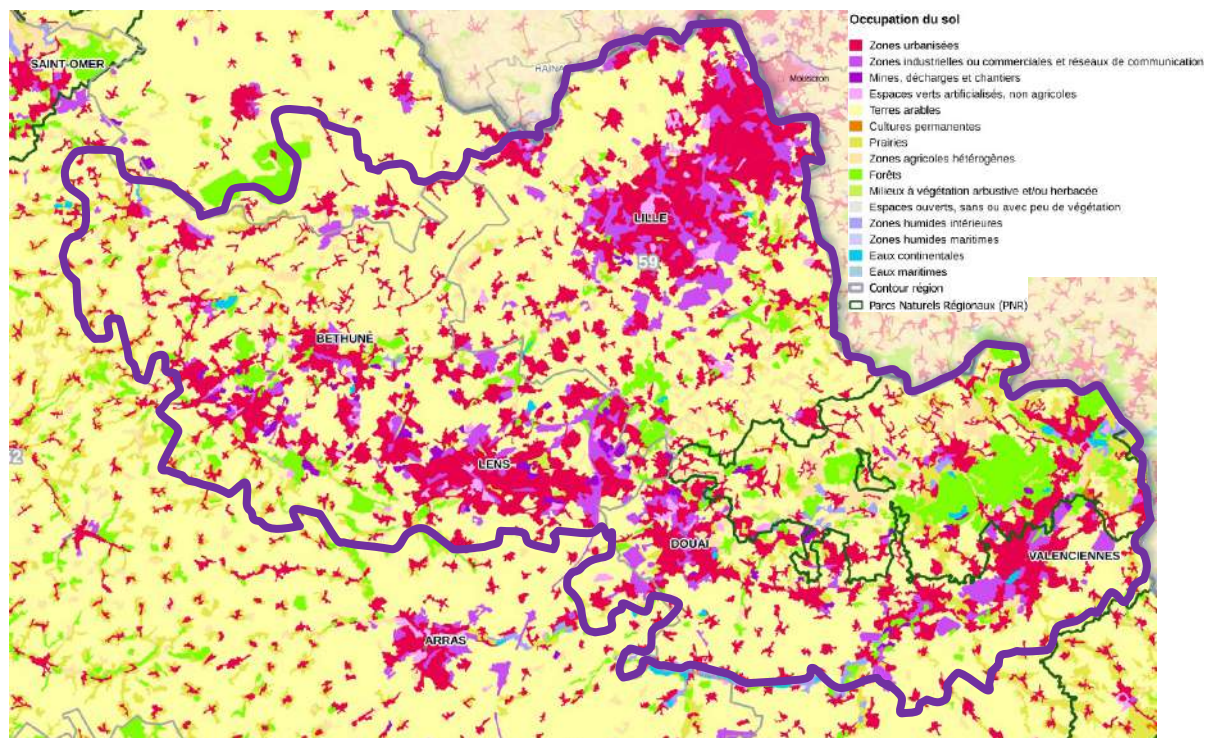 Occupation du sol
Zones urbanisées
Zones industrielles ou commerciales et réseaux de communication
Mines, décharges et chantiers
Espaces verts artificialisés, non agricoles
Terres arables
Cultures permanentes
Prairies
Zones agricoles hétérogènes
Forêts
Milieux à végétation arbustive et/ou herbacée
Espaces ouverts, sans ou avec peu de végétation
Zones humides intérieures
Zones humides maritimes
Eaux continentales
Eaux maritimes
Contour région
Parcs Naturels Régionaux (PNR)
SAINT-OMER
HAINA
Mouscron
LILLE
59
BETHUNE
LENS
62
DOUAI
VALENCIENNES
ARRAS